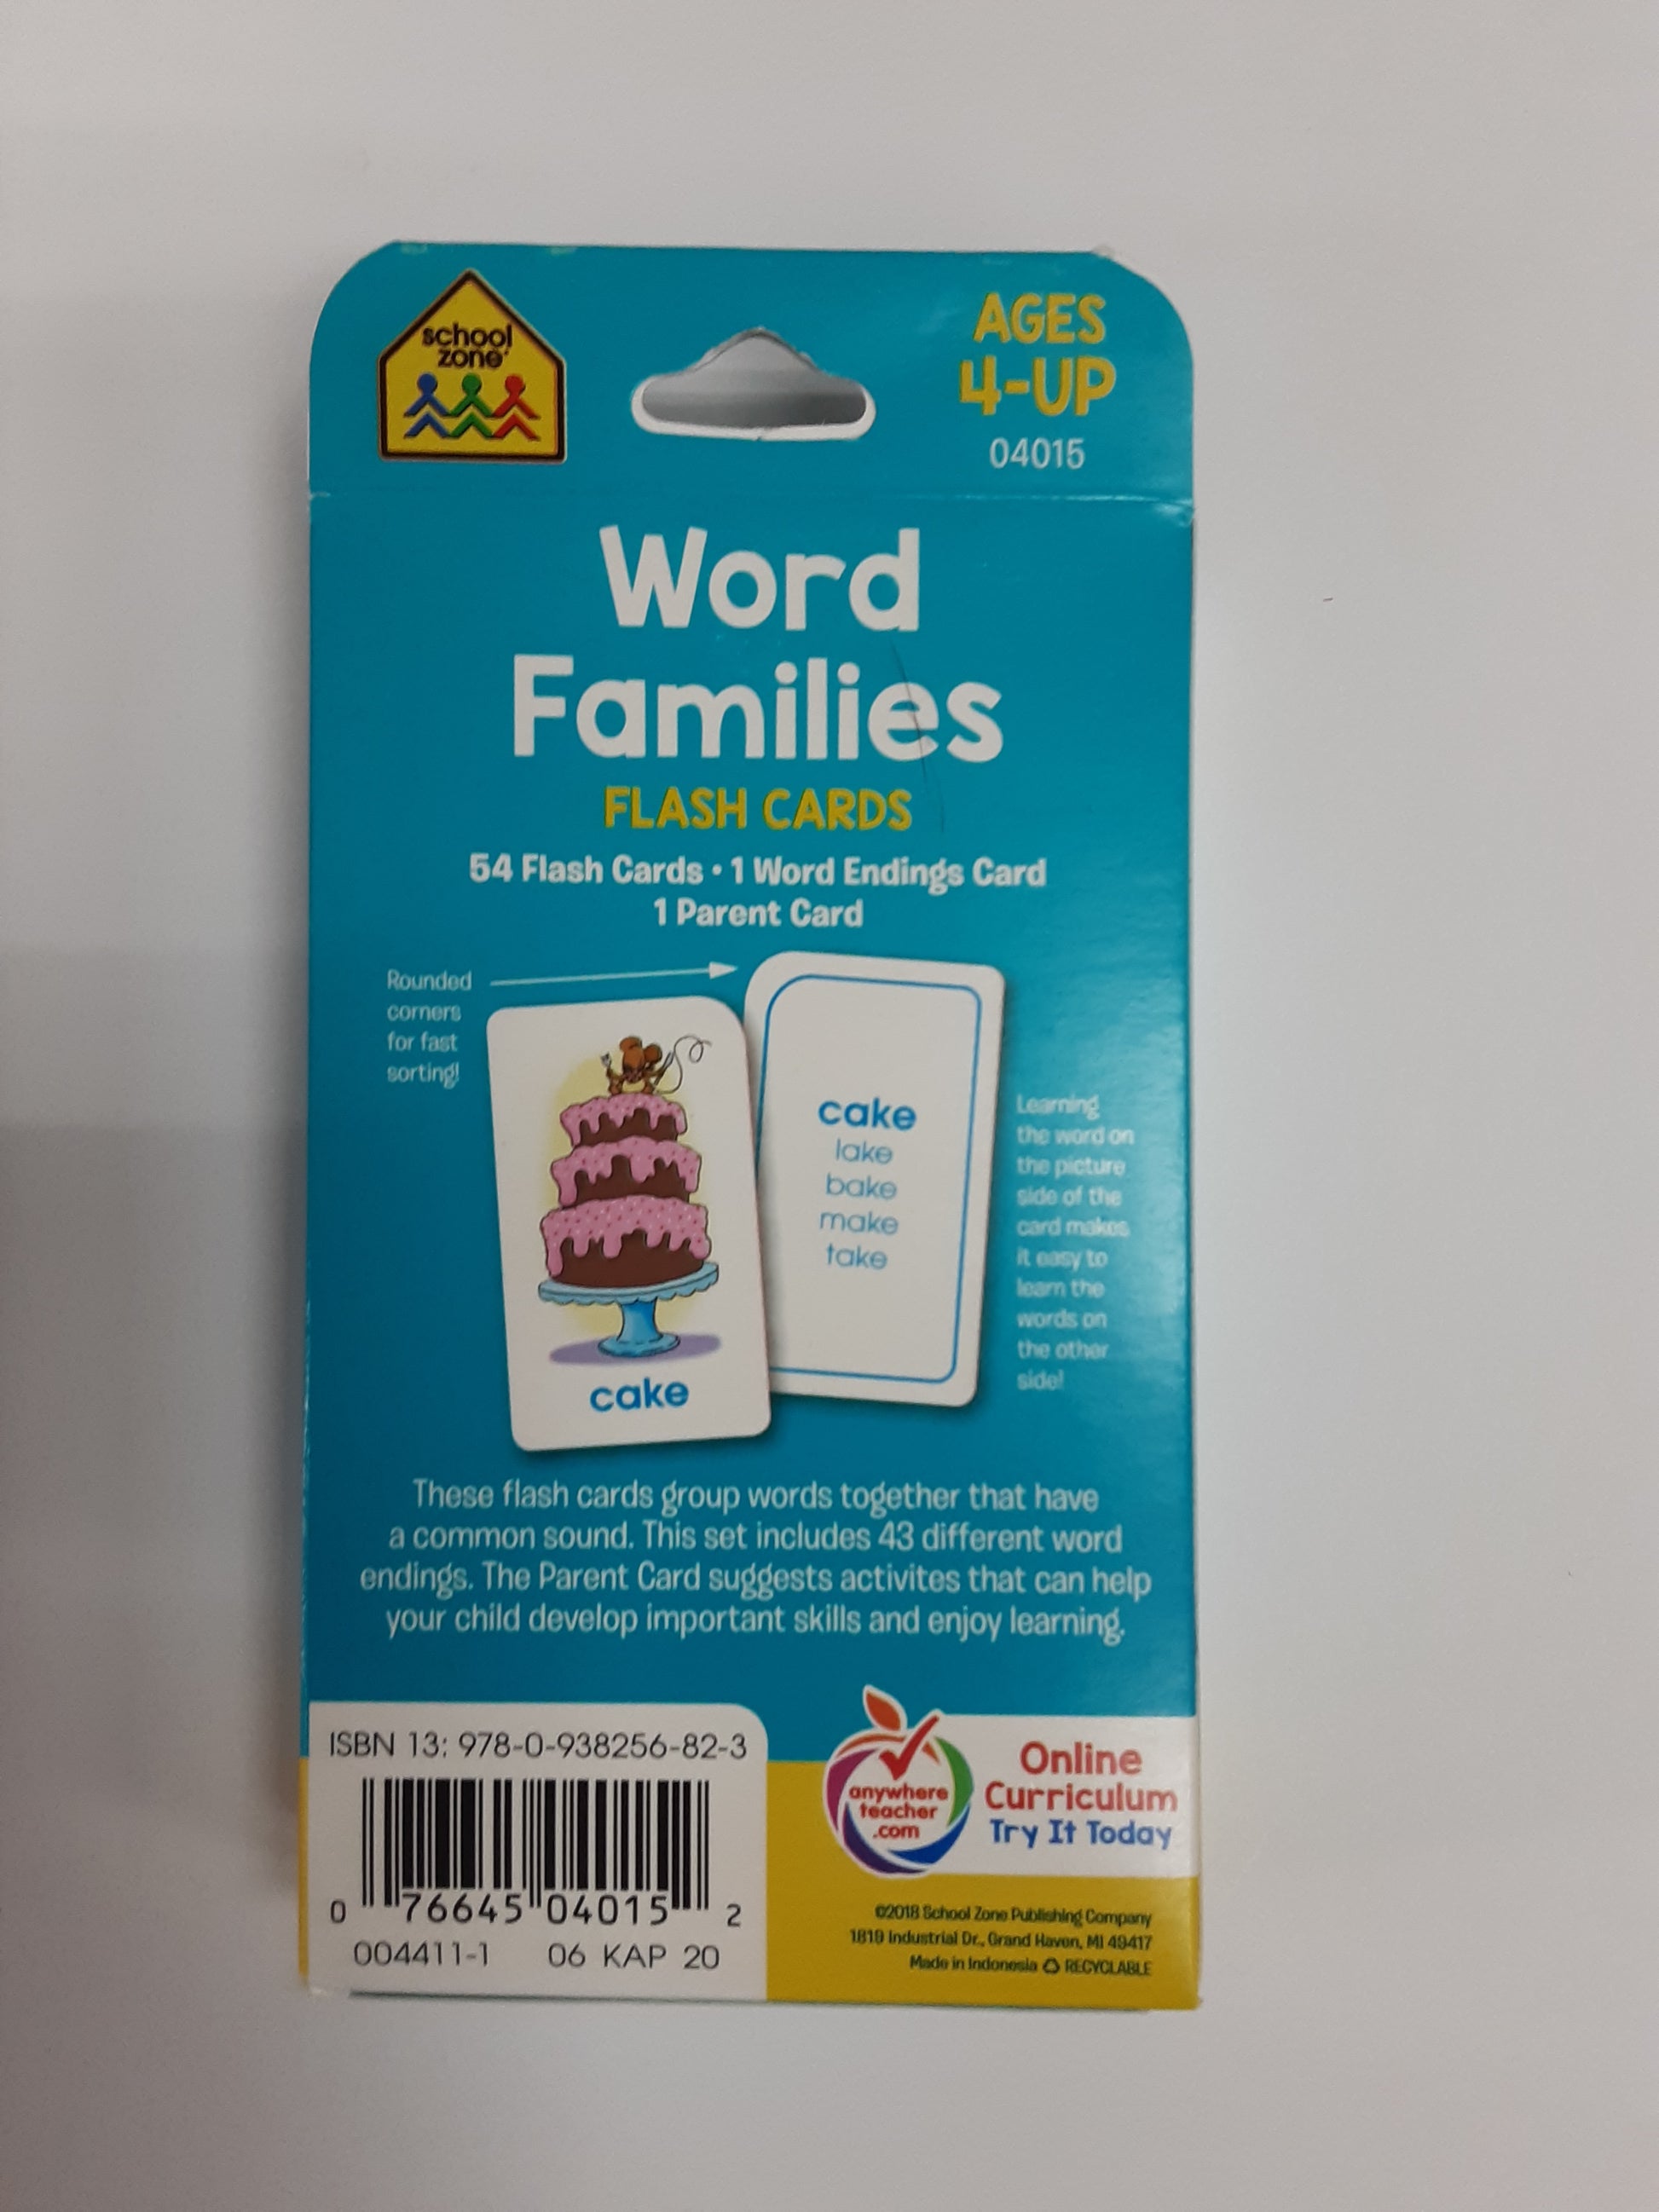 school
zone
AGES
4-UP
04015
Word
Families
FLASH CARDS
54 Flash Cards • 1 Word Endings Card
1 Parent Card
Rounded
corners
for fast
sorting!
cake
cake
lake
bake
make
take
Learning
the word on
the picture
side of the
card makes
it easy to
learn the
words on
the other
side!
These flash cards group words together that have
a common sound. This set includes 43 different word
endings. The Parent Card suggests activites that can help
your child develop important skills and enjoy learning.
ISBN 13: 978-0-938256-82-3
0 76645 04015 2
004411-1 06 KAP 20
anywhere
teacher
.com
Online
Curriculum
Try It Today
©2018 School Zone Publishing Company
1819 Industrial Dr., Grand Haven, MI 49417
Made in Indonesia ♻ RECYCLABLE